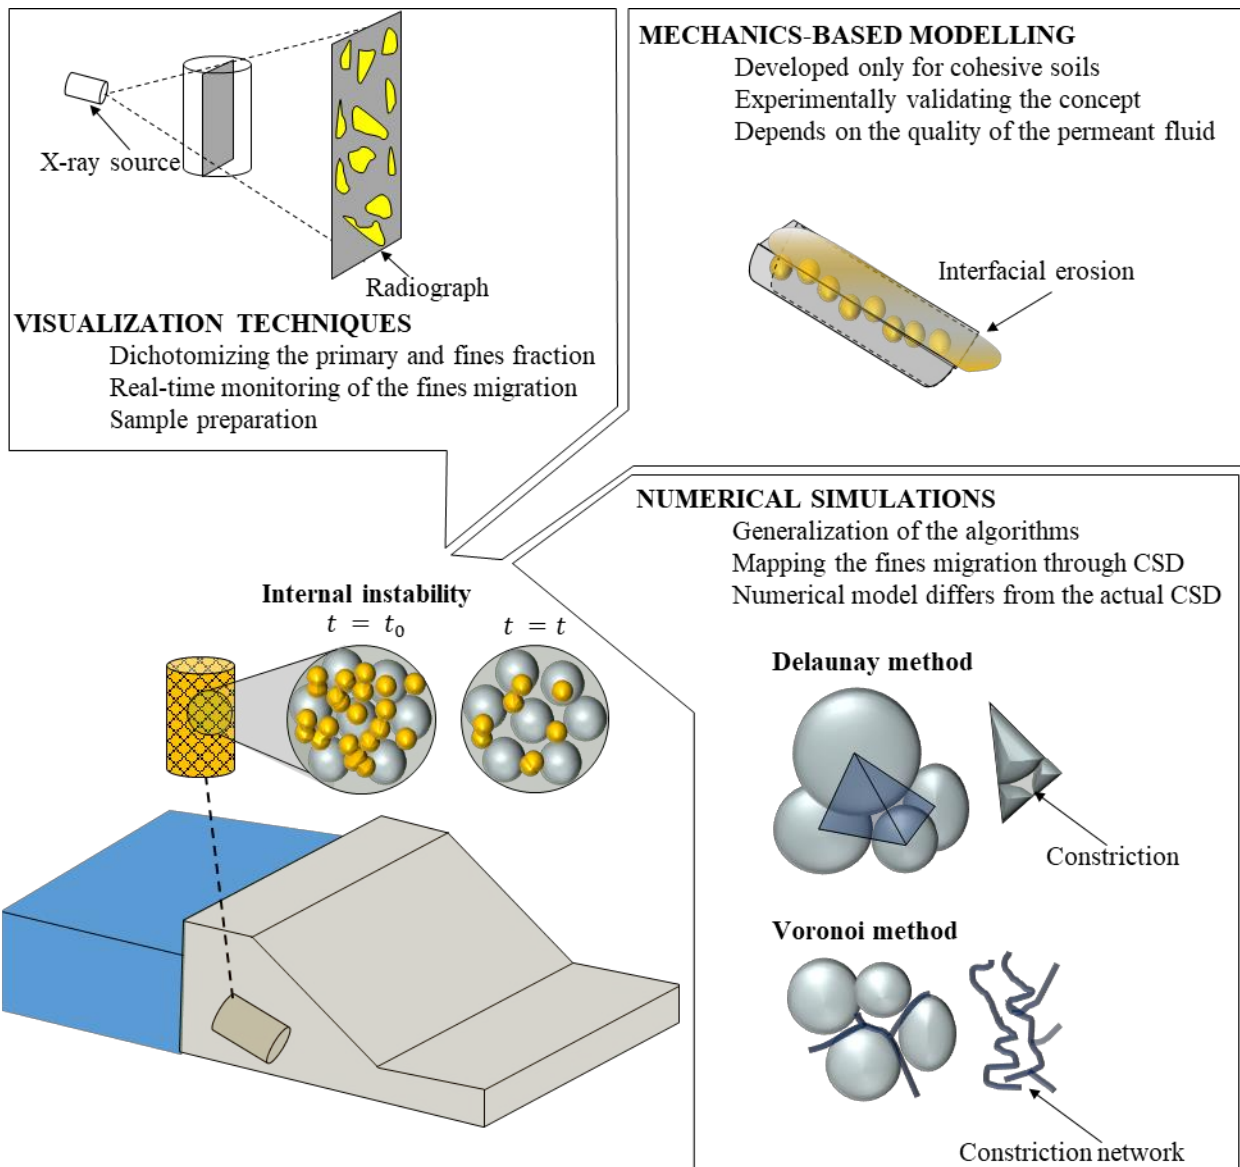 X-ray source
Radiograph
VISUALIZATION TECHNIQUES
Dichotomizing the primary and fines fraction
Real-time monitoring of the fines migration
Sample preparation
MECHANICS-BASED MODELLING
Developed only for cohesive soils
Experimentally validating the concept
Depends on the quality of the permeant fluid
Interfacial erosion
Internal instability
t = t₀
t = t
NUMERICAL SIMULATIONS
Generalization of the algorithms
Mapping the fines migration through CSD
Numerical model differs from the actual CSD
Delaunay method
Constriction
Voronoi method
Constriction network